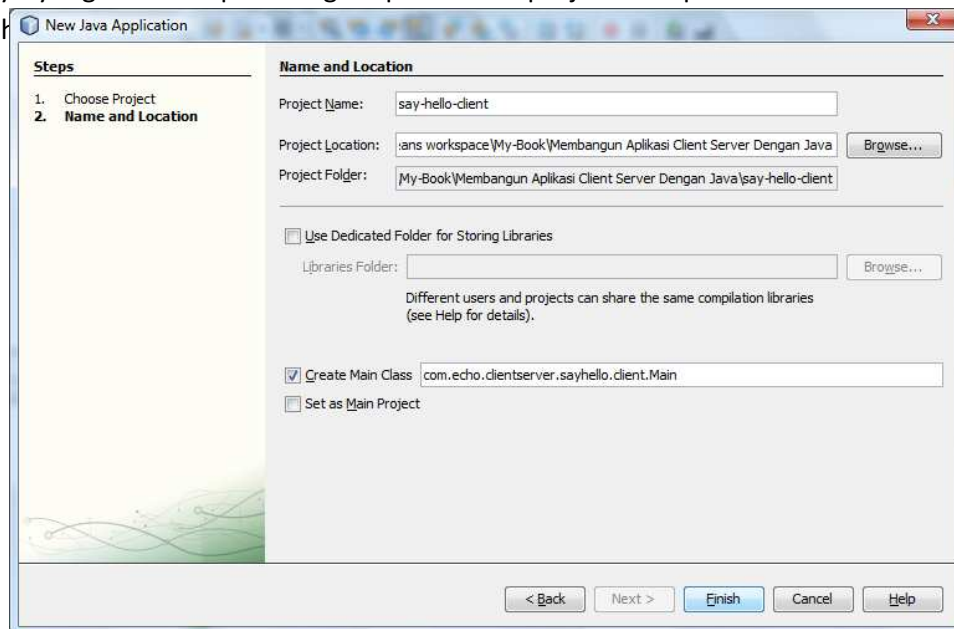 New Java Application
Steps
1. Choose Project
2. Name and Location
Name and Location
Project Name: say-hello-client
Project Location: :ans workspace\My-Book\Membangun Aplikasi Client Server Dengan Java Browse...
Project Folder: My-Book\Membangun Aplikasi Client Server Dengan Java\say-hello-client
Use Dedicated Folder for Storing Libraries
Libraries Folder: Browse...
Different users and projects can share the same compilation libraries
(see Help for details).
Create Main Class com.echo.clientserver.sayhello.client.Main
Set as Main Project
< Back Next > Finish Cancel Help